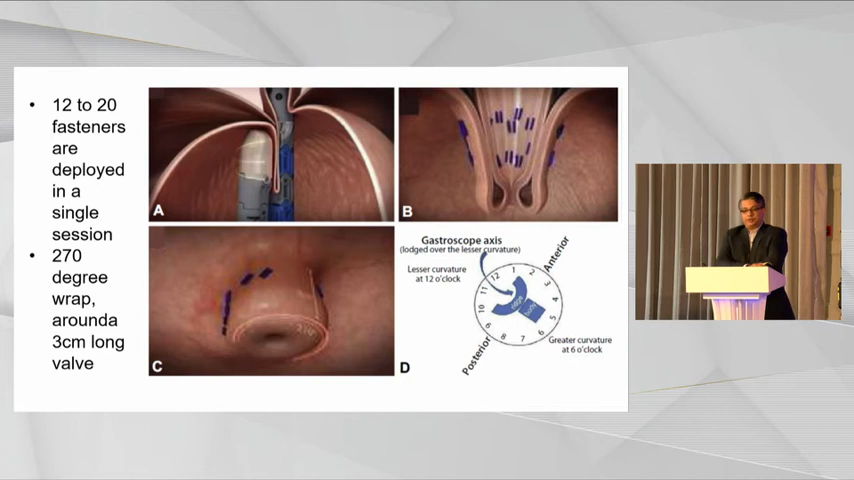 • 12 to 20
fasteners
are
deployed
in a
single
session
• 270
degree
wrap,
arounda
3cm long
valve
A
B
C
270°
D
Gastroscope axis
(lodged over the lesser curvature)
Lesser curvature
at 12 o'clock
Anterior
12
1
2
3
4
5
6
7
8
9
10
11
body
Greater curvature
at 6 o'clock
Posterior